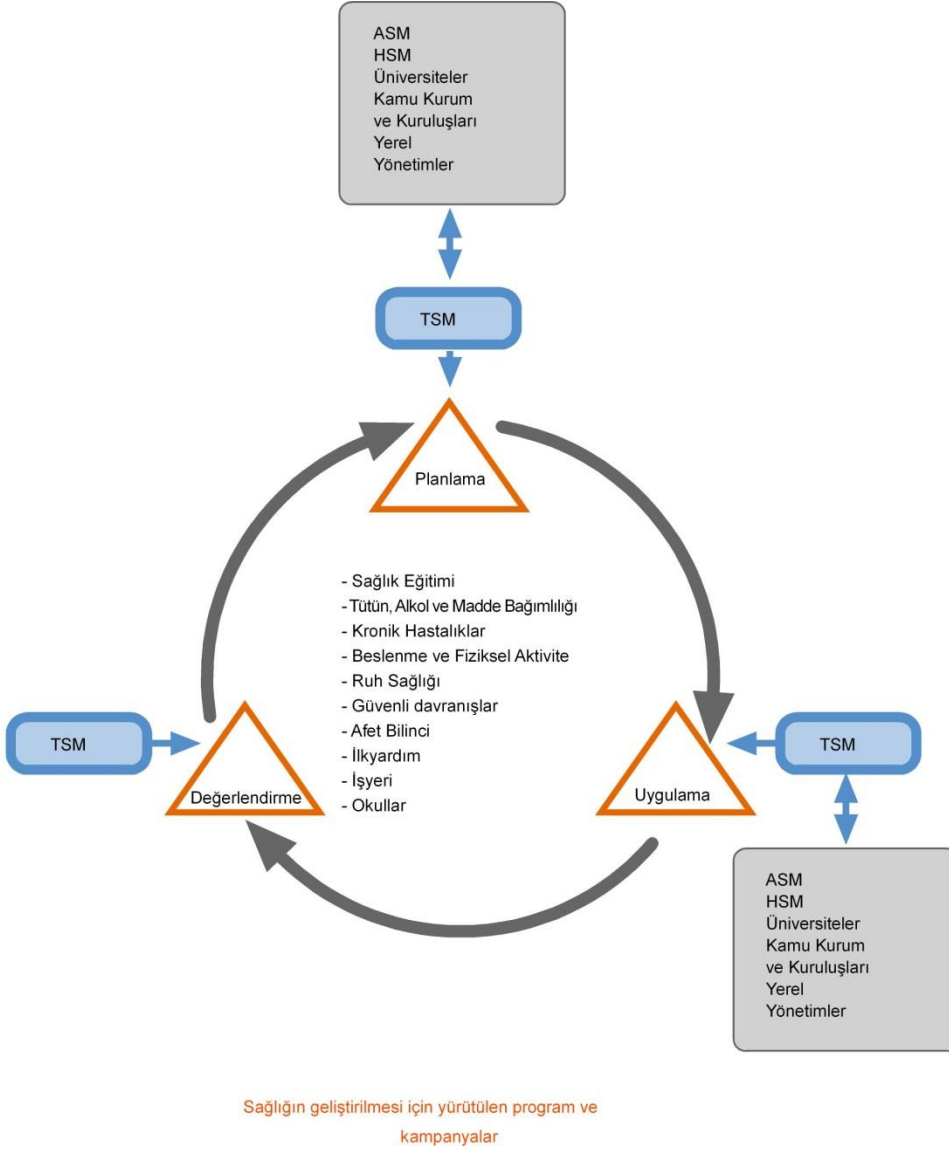 ASM
HSM
Üniversiteler
Kamu Kurum
ve Kuruluşları
Yerel
Yönetimler
TSM
Planlama
- Sağlık Eğitimi
- Tütün, Alkol ve Madde Bağımlılığı
- Kronik Hastalıklar
- Beslenme ve Fiziksel Aktivite
- Ruh Sağlığı
- Güvenli davranışlar
- Afet Bilinci
- İlkyardım
- İşyeri
- Okullar
TSM
Değerlendirme
Uygulama
TSM
ASM
HSM
Üniversiteler
Kamu Kurum
ve Kuruluşları
Yerel
Yönetimler
Sağlığın geliştirilmesi için yürütülen program ve
kampanyalar